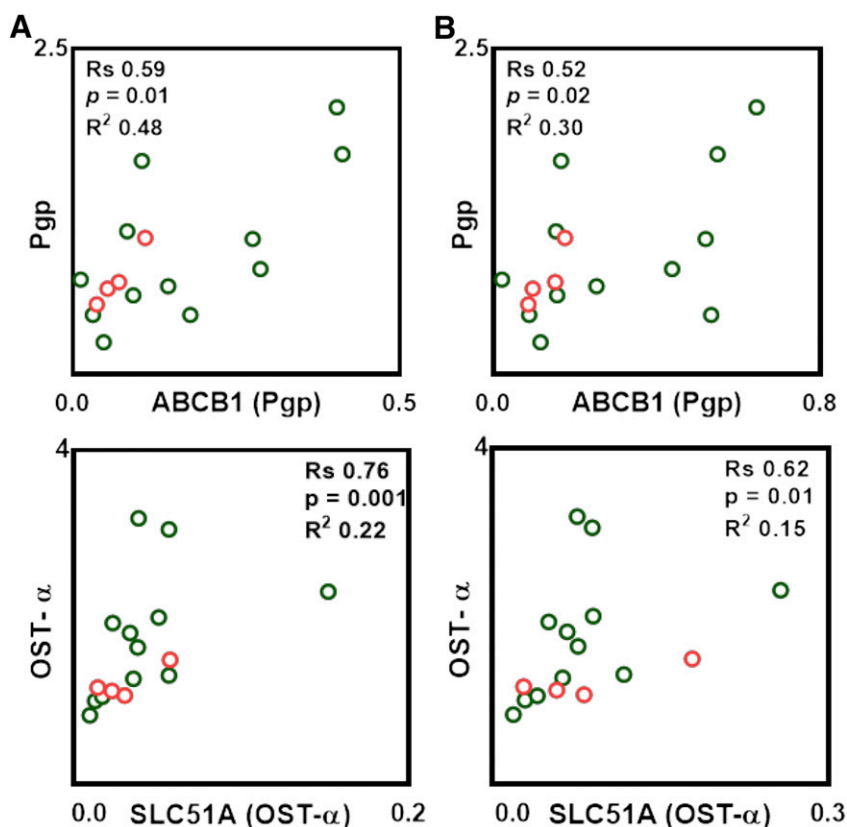 A
2.5
Rs 0.59
p = 0.01
R² 0.48
Pgp
0.0 ABCB1 (Pgp) 0.5
B
2.5
Rs 0.52
p = 0.02
R² 0.30
Pgp
0.0 ABCB1 (Pgp) 0.8
4
Rs 0.76
p = 0.001
R² 0.22
OST- α
0.0 SLC51A (OST-α) 0.2
4
Rs 0.62
p = 0.01
R² 0.15
OST- α
0.0 SLC51A (OST-α) 0.3